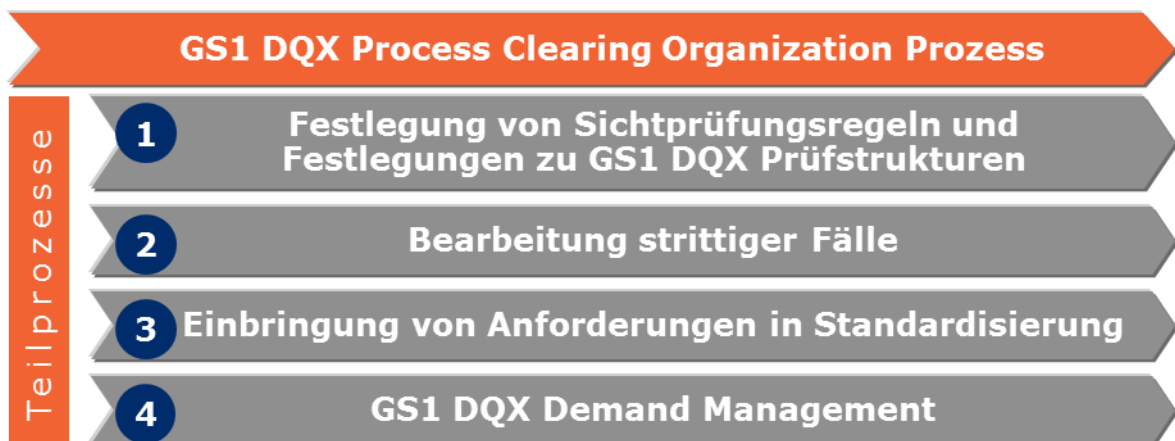 GS1 DQX Process Clearing Organization Prozess
Teilprozesse
1
Festlegung von Sichtprüfungsregeln und
Festlegungen zu GS1 DQX Prüfstrukturen
2
Bearbeitung strittiger Fälle
3
Einbringung von Anforderungen in Standardisierung
4
GS1 DQX Demand Management